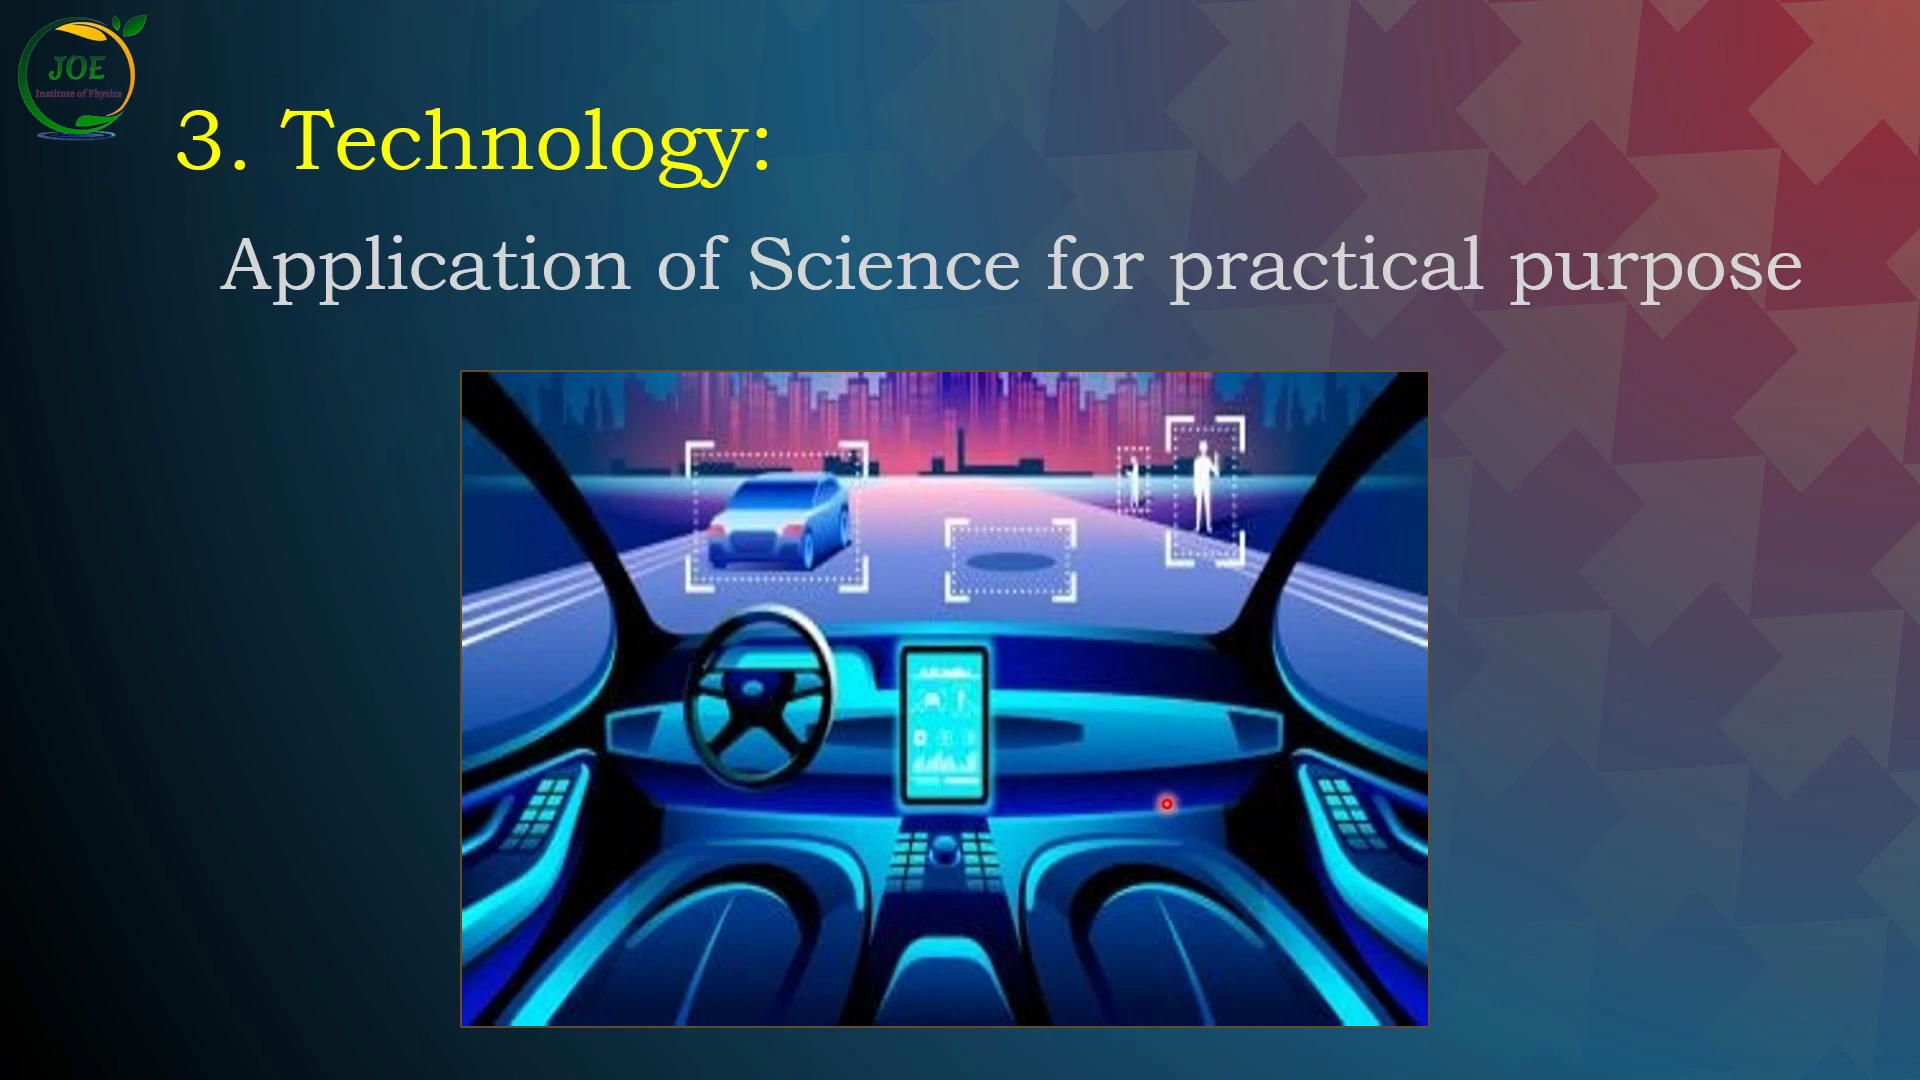 JOE
Institute of Physics
3. Technology:
Application of Science for practical purpose